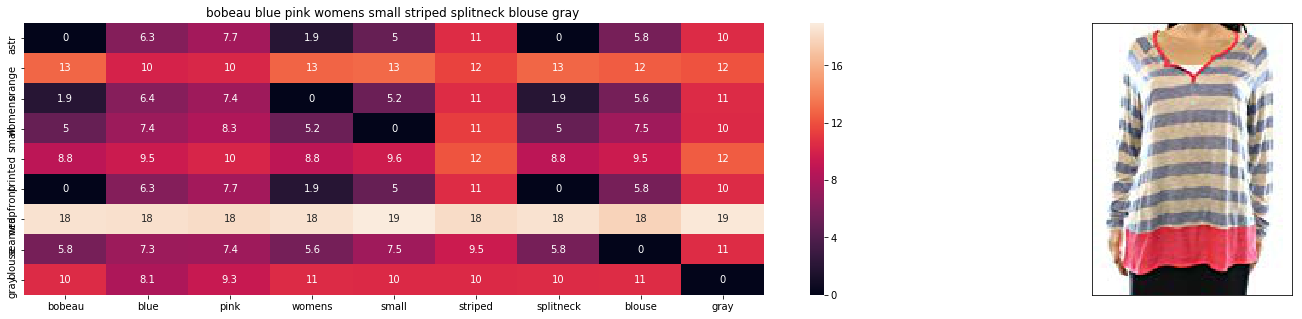 bobeau blue pink womens small striped splitneck blouse gray
astr 0 6.3 7.7 1.9 5 11 0 5.8 10
orange 13 10 10 13 13 12 13 12 12
womens 1.9 6.4 7.4 0 5.2 11 1.9 5.6 11
small 5 7.4 8.3 5.2 0 11 5 7.5 10
printed 8.8 9.5 10 8.8 9.6 12 8.8 9.5 12
0 6.3 7.7 1.9 5 11 0 5.8 10
18 18 18 18 19 18 18 18 19
blouse 5.8 7.3 7.4 5.6 7.5 9.5 5.8 0 11
gray 10 8.1 9.3 11 10 10 10 11 0
bobeau blue pink womens small striped splitneck blouse gray
16
12
8
4
0